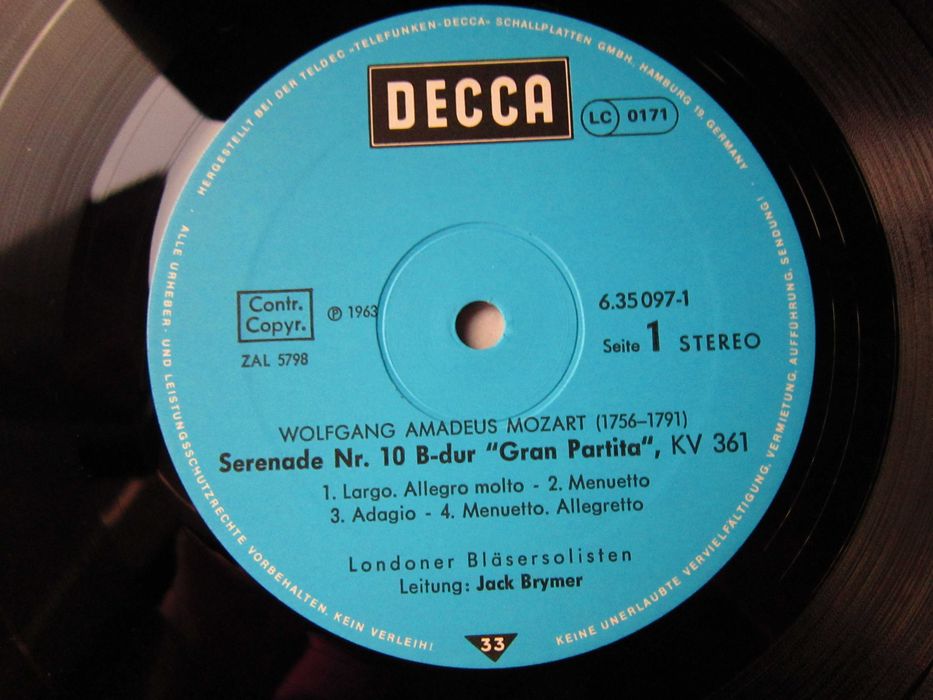 HERGESTELLT BEI DER TELDEC »TELEFUNKEN-DECCA« SCHALLPLATTEN GMBH, HAMBURG 19, GERMANY ·
DECCA
LC 0171
Contr.
Copyr.
Ⓟ 1963
ZAL 5798
6.35097-1
Seite 1 STEREO
WOLFGANG AMADEUS MOZART (1756–1791)
Serenade Nr. 10 B-dur “Gran Partita“, KV 361
1. Largo. Allegro molto - 2. Menuetto
3. Adagio - 4. Menuetto. Allegretto
Londoner Bläsersolisten
Leitung: Jack Brymer
33
ALLE URHEBER- UND LEISTUNGSSCHUTZRECHTE VORBEHALTEN. KEIN VERLEIH! KEINE UNERLAUBTE VERVIELFÄLTIGUNG, VERMIETUNG, AUFFÜHRUNG, SENDUNG! ·